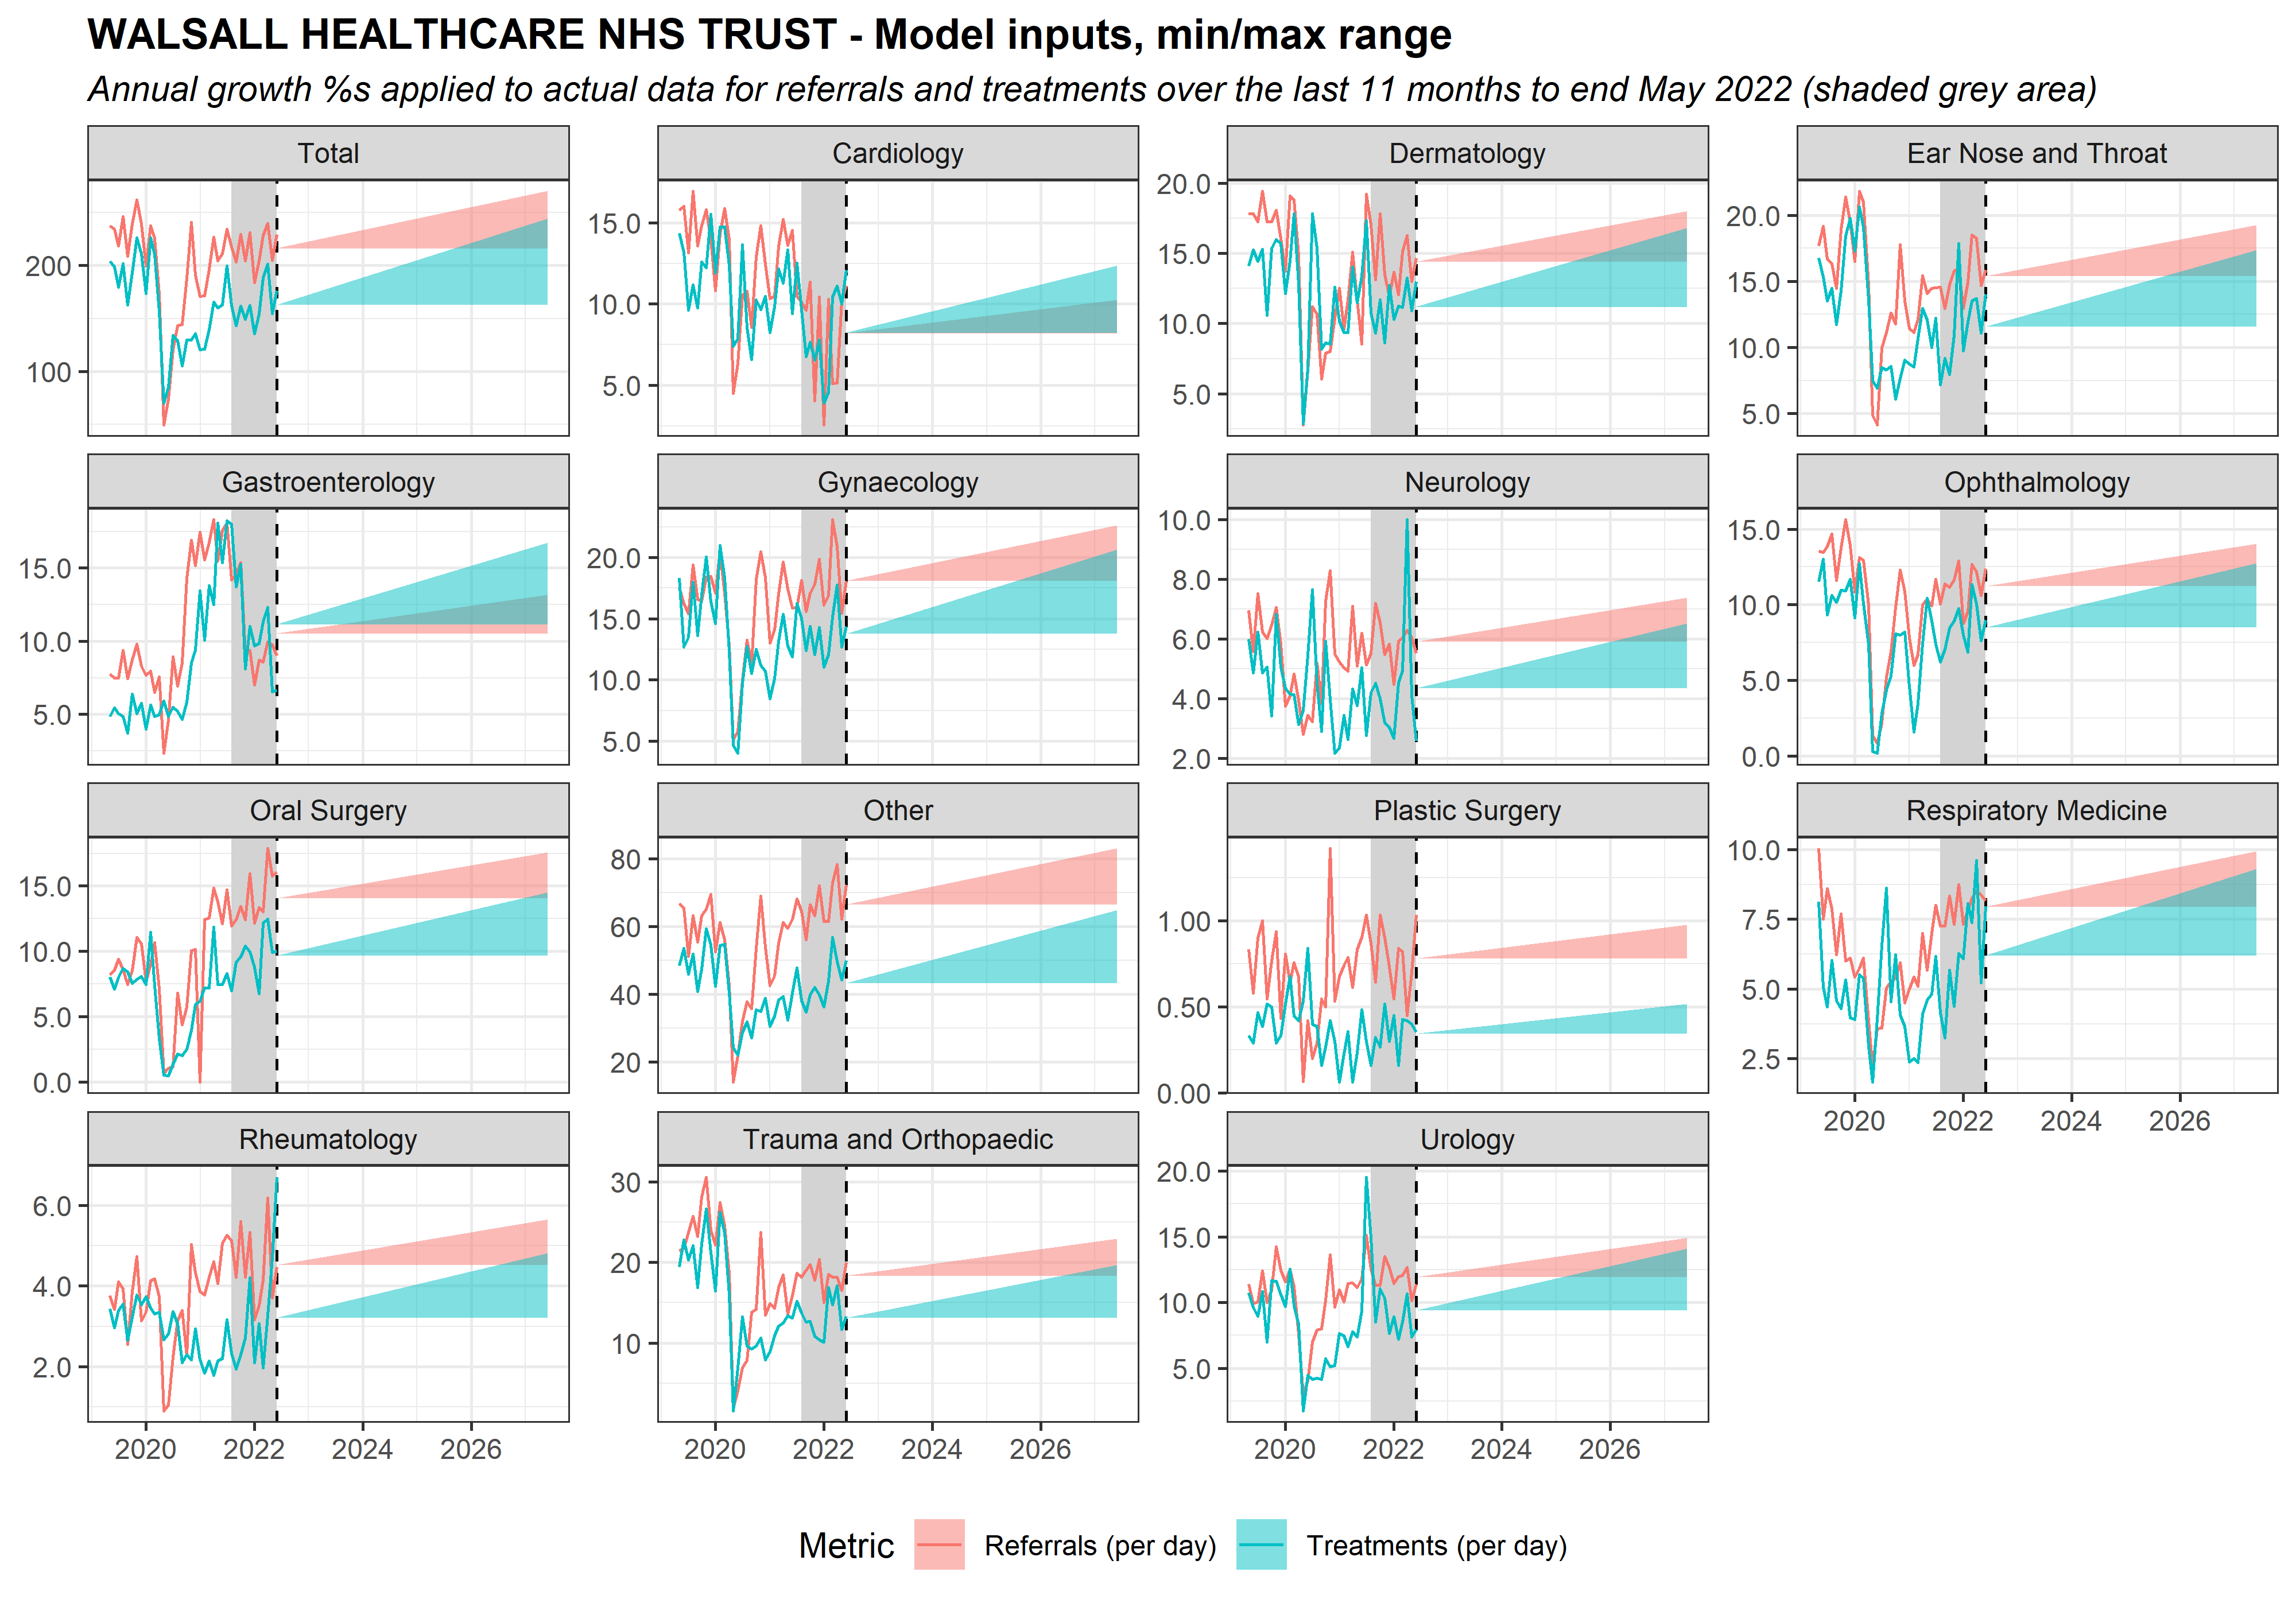 WALSALL HEALTHCARE NHS TRUST - Model inputs, min/max range
Annual growth %s applied to actual data for referrals and treatments over the last 11 months to end May 2022 (shaded grey area)
Total
Cardiology
Dermatology
Ear Nose and Throat
200
100
15.0
10.0
5.0
20.0
15.0
10.0
5.0
20.0
15.0
10.0
5.0
Gastroenterology
Gynaecology
Neurology
Ophthalmology
15.0
10.0
5.0
20.0
15.0
10.0
5.0
10.0
8.0
6.0
4.0
2.0
15.0
10.0
5.0
0.0
Oral Surgery
Other
Plastic Surgery
Respiratory Medicine
15.0
10.0
5.0
0.0
80
60
40
20
1.00
0.50
0.00
10.0
7.5
5.0
2.5
2020 2022 2024 2026
Rheumatology
Trauma and Orthopaedic
Urology
6.0
4.0
2.0
30
20
10
20.0
15.0
10.0
5.0
2020 2022 2024 2026
2020 2022 2024 2026
2020 2022 2024 2026
Metric Referrals (per day) Treatments (per day)